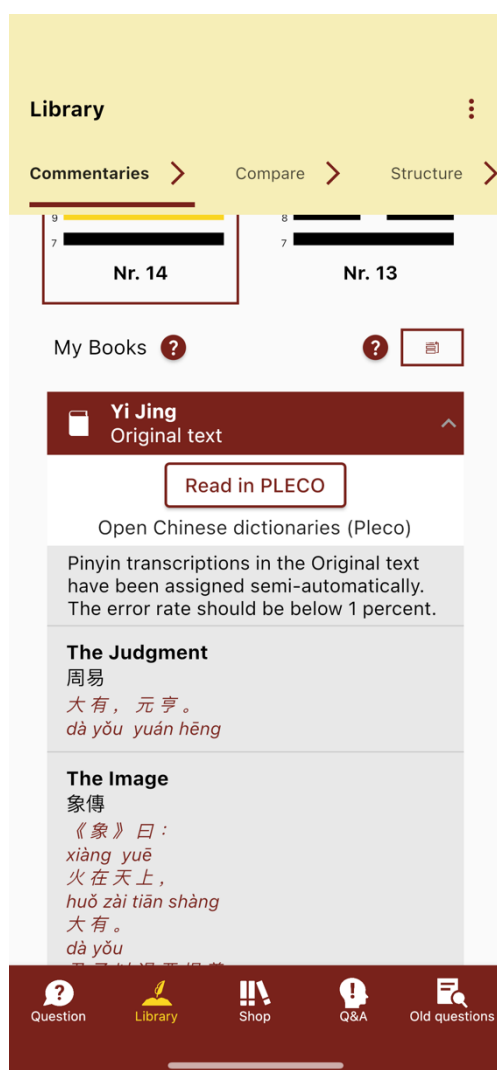 Library
Commentaries
Compare
Structure
9
8
7
7
Nr. 14
Nr. 13
My Books ?
?
Yi Jing
Original text
Read in PLECO
Open Chinese dictionaries (Pleco)
Pinyin transcriptions in the Original text
have been assigned semi-automatically.
The error rate should be below 1 percent.
The Judgment
周易
大有，元亨。
dà yǒu yuán hēng
The Image
象傳
《象》曰：
xiàng yuē
火在天上，
huǒ zài tiān shàng
大有。
dà yǒu
Question
Library
Shop
Q&A
Old questions